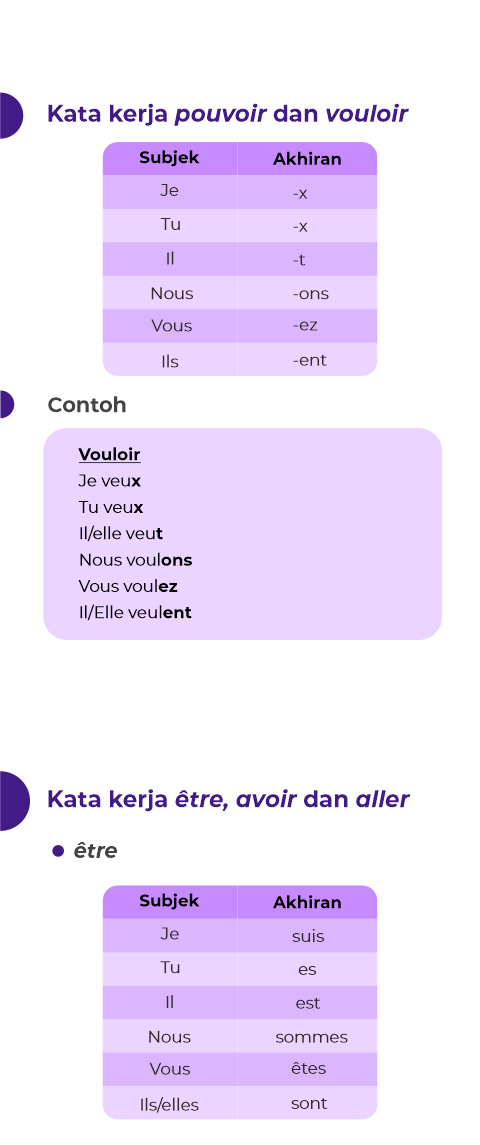 Kata kerja pouvoir dan vouloir
Subjek Akhiran
Je -x
Tu -x
Il -t
Nous -ons
Vous -ez
Ils -ent
Contoh
Vouloir
Je veux
Tu veux
Il/elle veut
Nous voulons
Vous voulez
Il/Elle veulent
Kata kerja être, avoir dan aller
être
Subjek Akhiran
Je suis
Tu es
Il est
Nous sommes
Vous êtes
Ils/elles sont